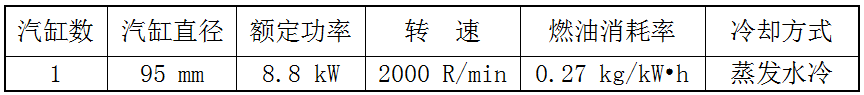 汽缸数 汽缸直径 额定功率 转 速 燃油消耗率 冷却方式
1 95 mm 8.8 kW 2000 R/min 0.27 kg/kW•h 蒸发水冷